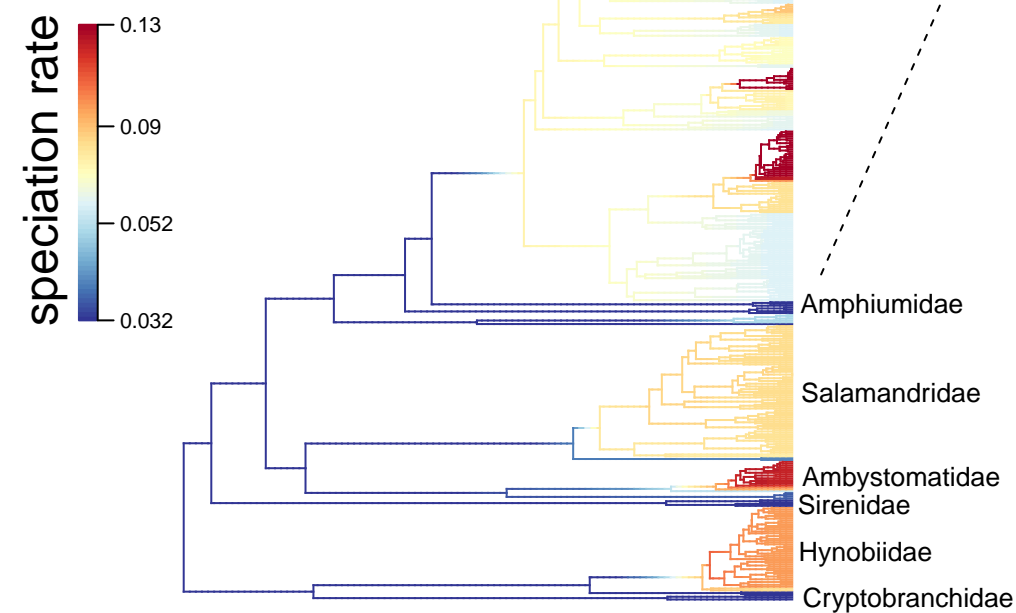 speciation rate
0.13
0.09
0.052
0.032
Amphiumidae
Salamandridae
Ambystomatidae
Sirenidae
Hynobiidae
Cryptobranchidae